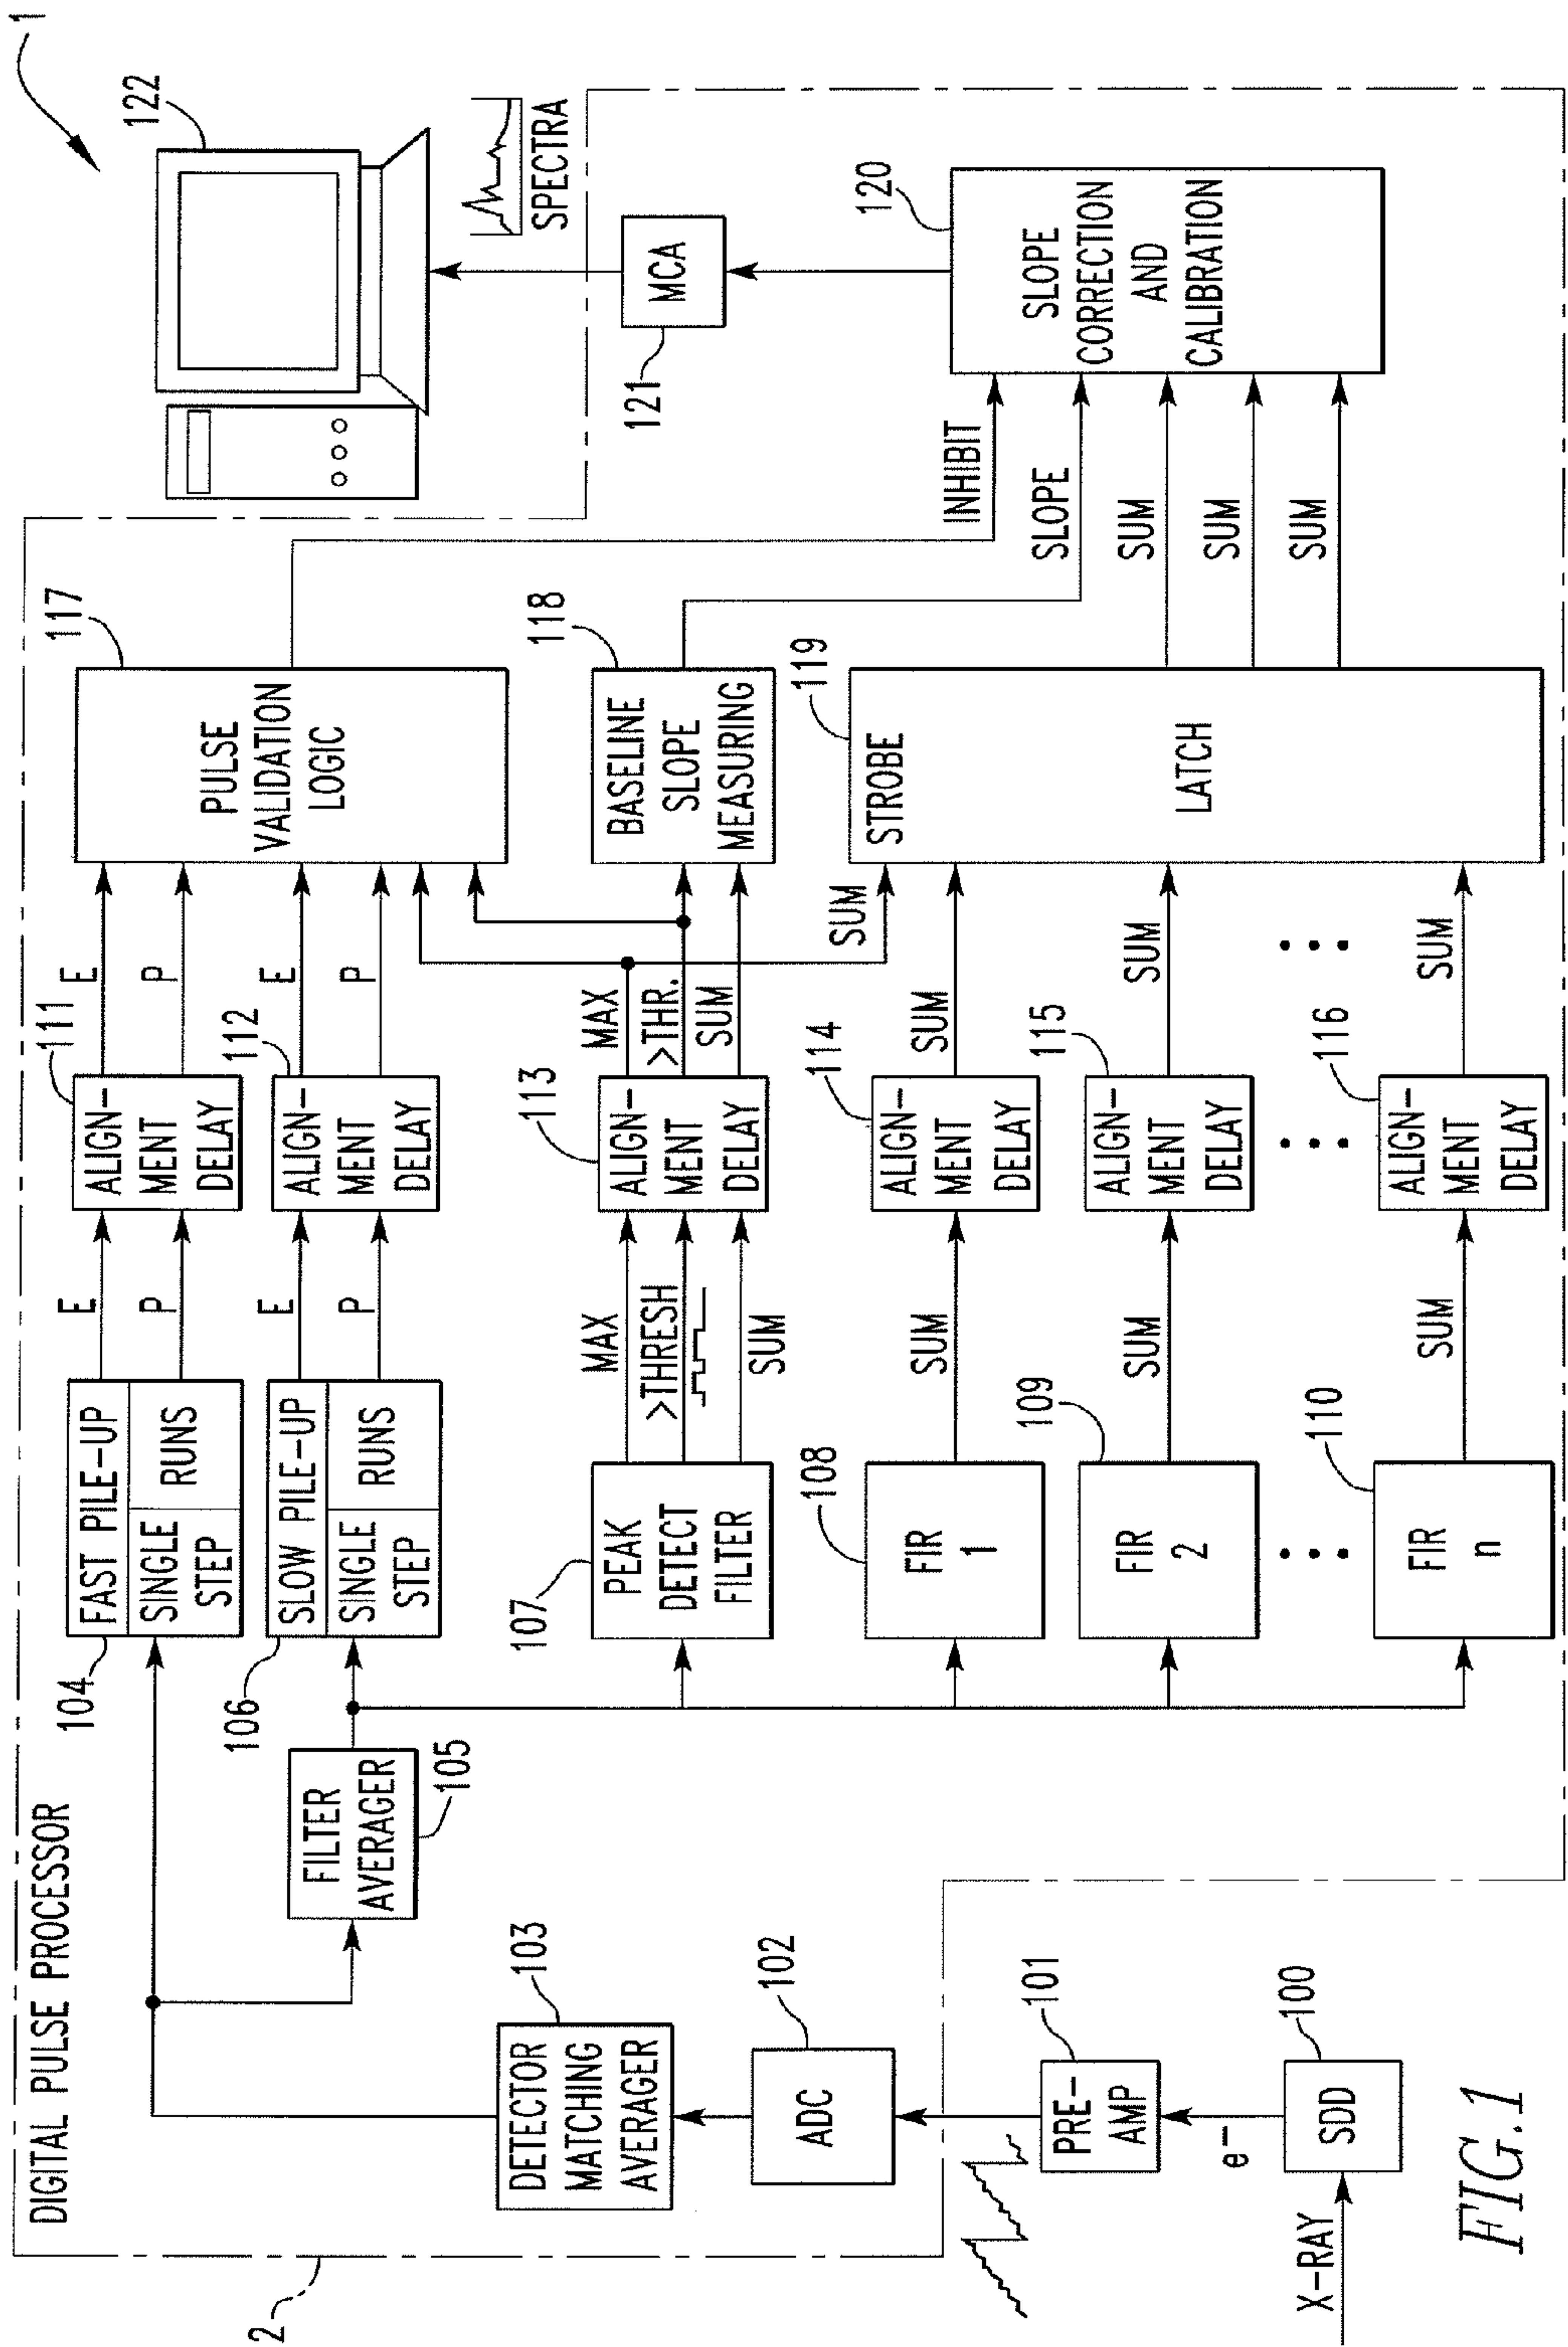 1
DIGITAL PULSE PROCESSOR
2
X-RAY
SDD
100
e-
PRE-
AMP
101
ADC
102
DETECTOR
MATCHING
AVERAGER
103
FILTER
AVERAGER
105
FAST PILE-UP
SINGLE
STEP
RUNS
104
SLOW PILE-UP
SINGLE
STEP
RUNS
106
PEAK
DETECT
FILTER
107
FIR
1
108
FIR
2
109
FIR
n
110
E
P
E
P
MAX
>THRESH
SUM
SUM
SUM
SUM
ALIGN-
MENT
DELAY
111
ALIGN-
MENT
DELAY
112
ALIGN-
MENT
DELAY
113
ALIGN-
MENT
DELAY
114
ALIGN-
MENT
DELAY
115
ALIGN-
MENT
DELAY
116
E
P
E
P
MAX
>THR.
SUM
SUM
SUM
SUM
SUM
PULSE
VALIDATION
LOGIC
117
BASELINE
SLOPE
MEASURING
118
STROBE
LATCH
119
INHIBIT
SLOPE
SUM
SUM
SUM
SLOPE
CORRECTION
AND
CALIBRATION
120
MCA
121
SPECTRA
122
FIG.1